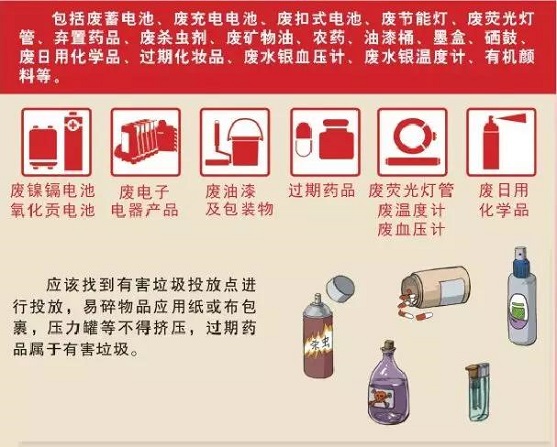 包括废蓄电池、废充电电池、废扣式电池、废节能灯、废荧光灯
管、弃置药品、废杀虫剂、废矿物油、农药、油漆桶、墨盒、硒鼓、
废日用化学品、过期化妆品、废水银血压计、废水银温度计、有机颜
料等。
废镍镉电池
氧化贡电池
废电子
电器产品
废油漆
及包装物
过期药品
废荧光灯管
废温度计
废血压计
废日用
化学品
应该找到有害垃圾投放点进
行投放，易碎物品应用纸或布包
裹，压力罐等不得挤压，过期药
品属于有害垃圾。
杀虫